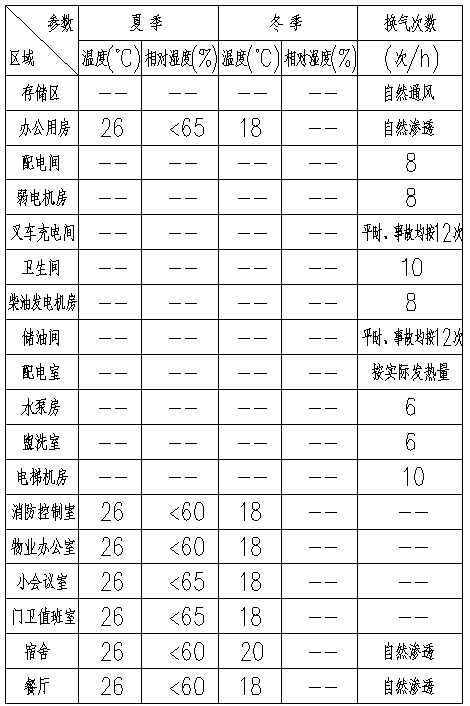 参数 夏季 冬季 换气次数
区域 温度(°C) 相对湿度(%) 温度(°C) 相对湿度(%) (次/h)
存储区 -- -- -- -- 自然通风
办公用房 26 <65 18 -- 自然渗透
配电间 -- -- -- -- 8
弱电机房 -- -- -- -- 8
叉车充电间 -- -- -- -- 平时、事故均按12次
卫生间 -- -- -- -- 10
柴油发电机房 -- -- -- -- 8
储油间 -- -- -- -- 平时、事故均按12次
配电室 -- -- -- -- 按实际发热量
水泵房 -- -- -- -- 6
盥洗室 -- -- -- -- 6
电梯机房 -- -- -- -- 10
消防控制室 26 <60 18 -- --
物业办公室 26 <60 18 -- --
小会议室 26 <65 18 -- --
门卫值班室 26 <65 18 -- --
宿舍 26 <60 20 -- 自然渗透
餐厅 26 <60 18 -- 自然渗透